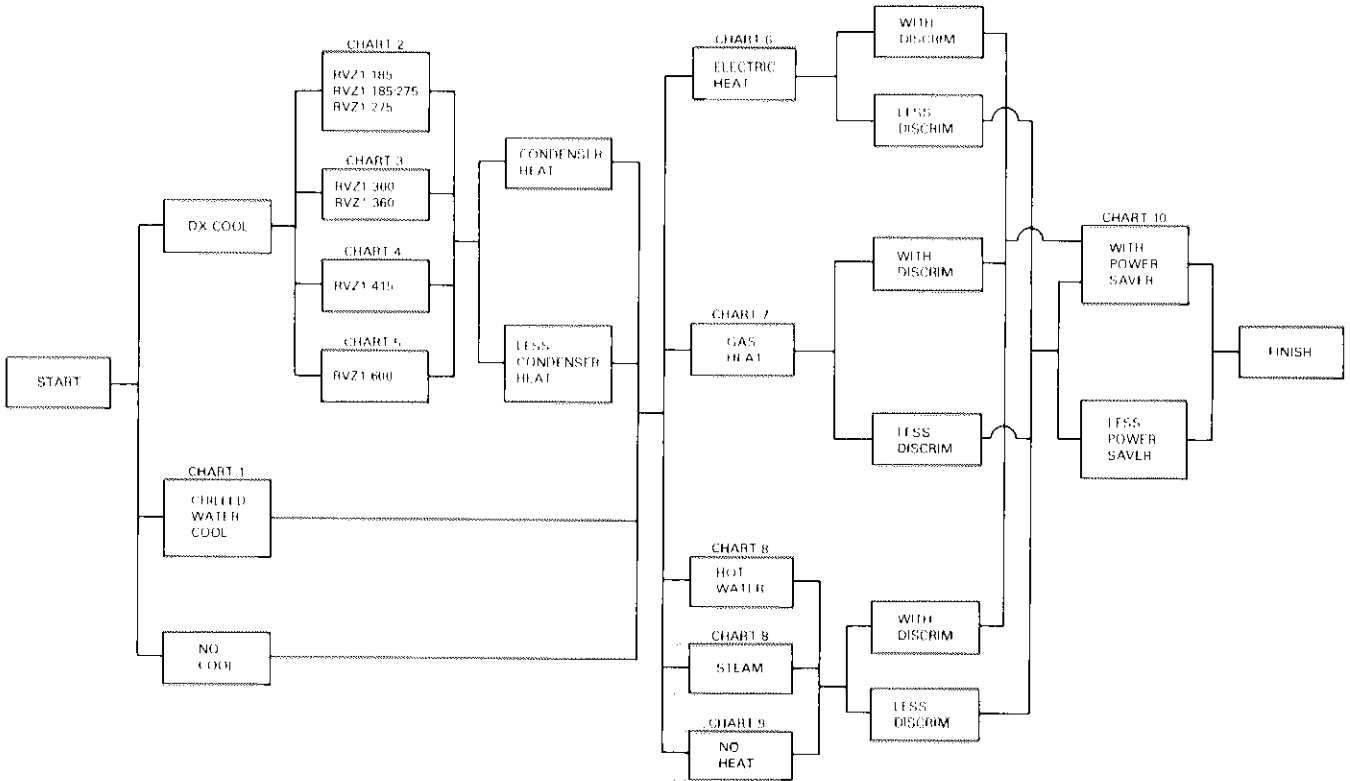 START
DX COOL
CHART 1
CHILLED
WATER
COOL
NO
COOL
CHART 2
RVZ1 185
RVZ1 185-275
RVZ1 275
CHART 3
RVZ1 300
RVZ1 360
CHART 4
RVZ1 415
CHART 5
RVZ1 600
CONDENSER
HEAT
LESS
CONDENSER
HEAT
CHART 6
ELECTRIC
HEAT
CHART 7
GAS
HEAT
CHART 8
HOT
WATER
CHART 8
STEAM
CHART 9
NO
HEAT
WITH
DISCRIM
LESS
DISCRIM
WITH
DISCRIM
LESS
DISCRIM
WITH
DISCRIM
LESS
DISCRIM
CHART 10
WITH
POWER
SAVER
LESS
POWER
SAVER
FINISH